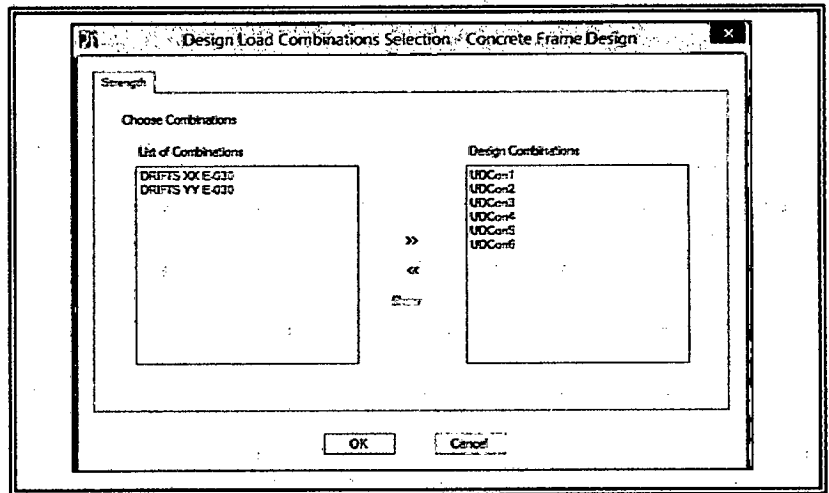 Design Load Combinations Selection - Concrete Frame Design
Strength
Choose Combinations
List of Combinations
DRIFTS XX E-030
DRIFTS YY E-030
>>
<<
Show
Design Combinations
UDCon1
UDCon2
UDCon3
UDCon4
UDCon5
UDCon6
OK
Cancel